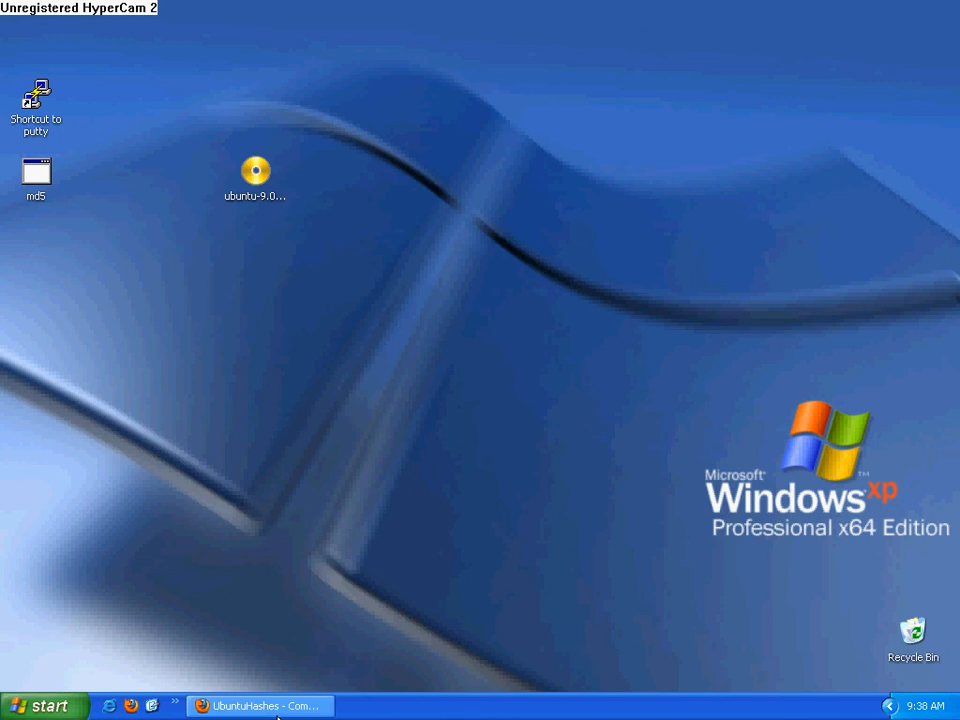 Unregistered HyperCam 2
Shortcut to
putty
md5
ubuntu-9.0...
Microsoft
Windows xp
TM
Professional x64 Edition
Recycle Bin
start
UbuntuHashes - Com...
9:38 AM